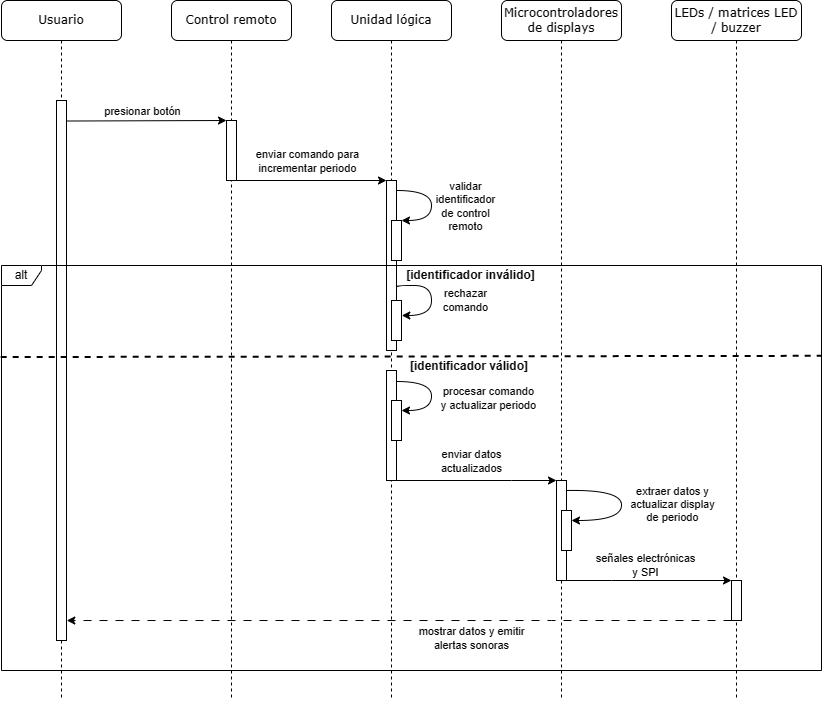 Usuario
Control remoto
Unidad lógica
Microcontroladores
de displays
LEDs / matrices LED
/ buzzer
presionar botón
enviar comando para
incrementar periodo
validar
identificador
de control
remoto
alt
[identificador inválido]
rechazar
comando
[identificador válido]
procesar comando
y actualizar periodo
enviar datos
actualizados
extraer datos y
actualizar display
de periodo
señales electrónicas
y SPI
mostrar datos y emitir
alertas sonoras